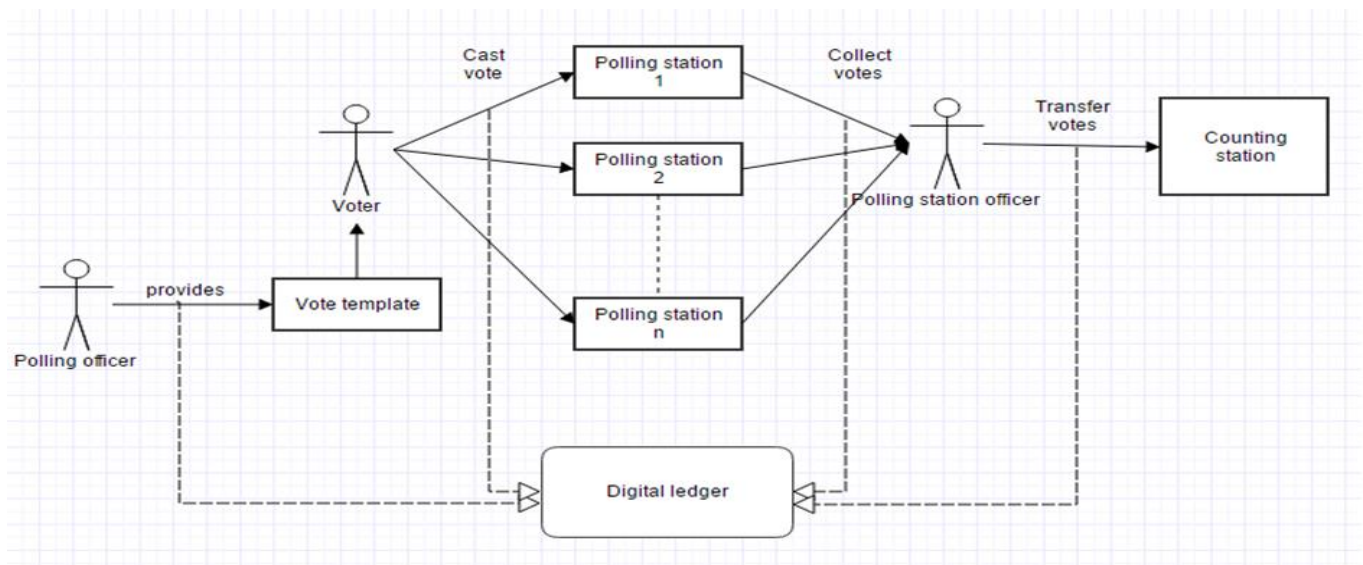 Cast
vote
Polling station
1
Collect
votes
Transfer
votes
Counting
station
Polling station
2
Voter
Polling station officer
provides
Vote template
Polling station
n
Polling officer
Digital ledger